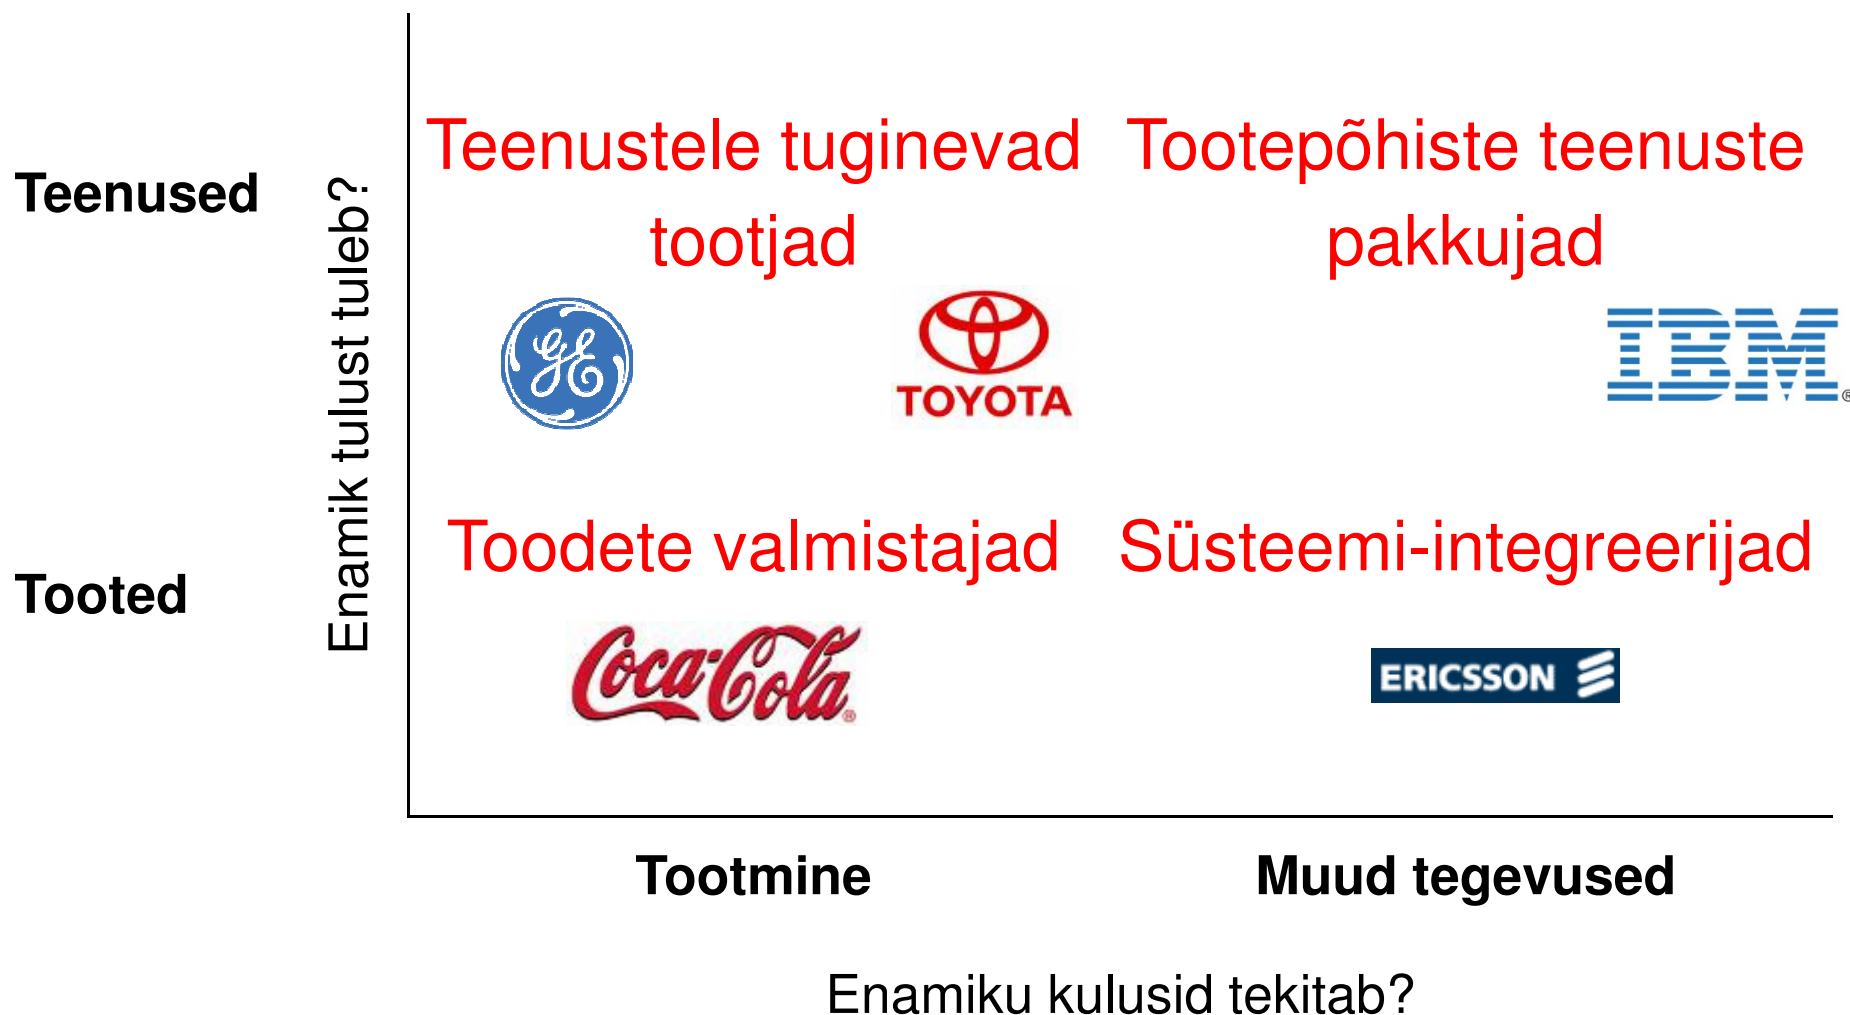 Teenustele tuginevad
tootjad
Tootepõhiste teenuste
pakkujad
Teenused
Enamik tulust tuleb?
GE
TOYOTA
IBM®
Toodete valmistajad
Süsteemi-integreerijad
Tooted
Coca-Cola®
ERICSSON
Tootmine
Muud tegevused
Enamiku kulusid tekitab?